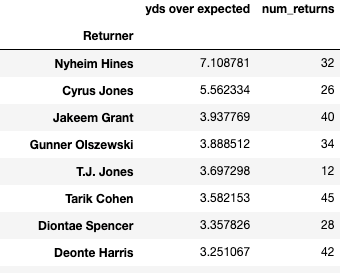 yds over expected num_returns
Returner
Nyheim Hines 7.108781 32
Cyrus Jones 5.562334 26
Jakeem Grant 3.937769 40
Gunner Olszewski 3.888512 34
T.J. Jones 3.697298 12
Tarik Cohen 3.582153 45
Diontae Spencer 3.357826 28
Deonte Harris 3.251067 42